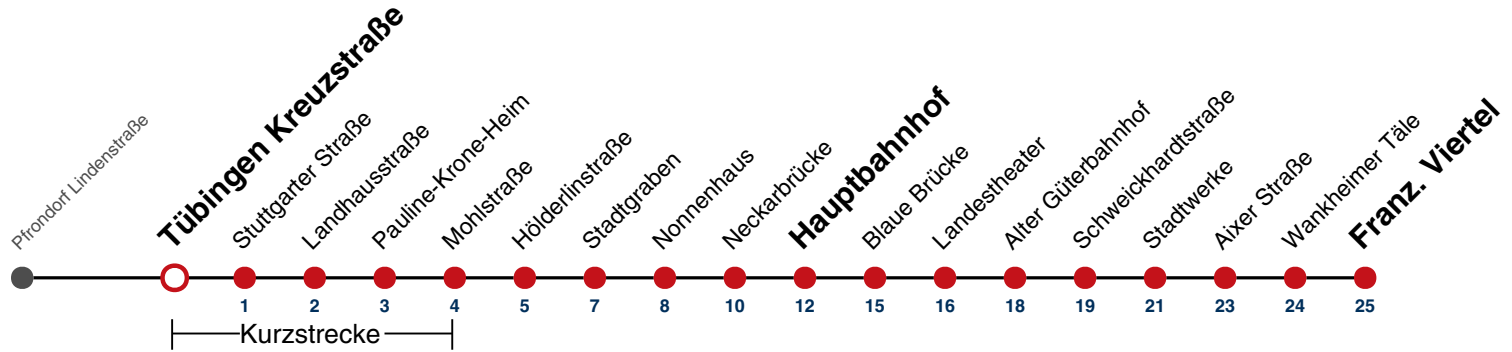 Pfrondorf Lindenstraße
Tübingen Kreuzstraße
Stuttgarter Straße
Landhausstraße
Pauline-Krone-Heim
Mohlstraße
Hölderlinstraße
Stadtgraben
Nonnenhaus
Neckarbrücke
Hauptbahnhof
Blaue Brücke
Landestheater
Alter Güterbahnhof
Schweickhardtstraße
Stadtwerke
Aixer Straße
Wankheimer Täle
Franz. Viertel
1 2 3 4 5 7 8 10 12 15 16 18 19 21 23 24 25
Kurzstrecke